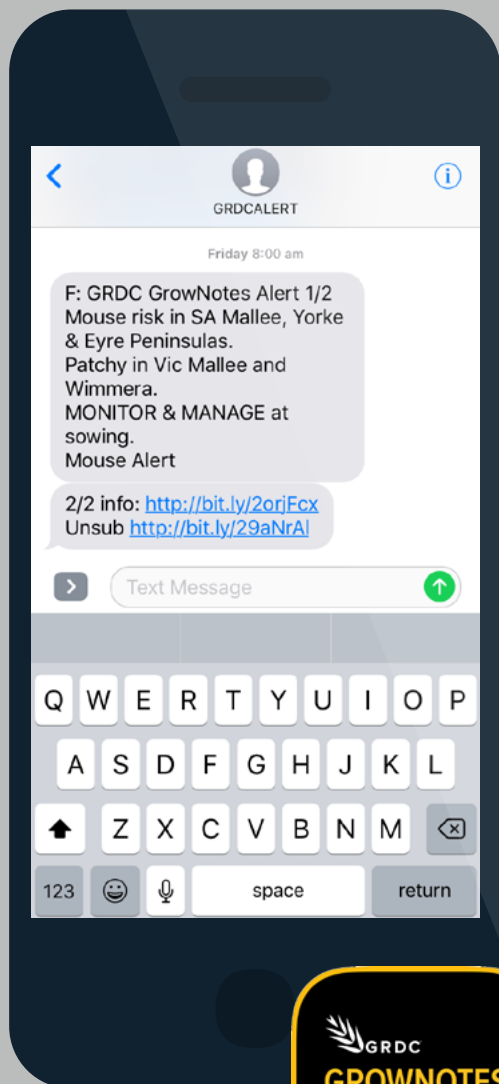 GRDCALERT
Friday 8:00 am
F: GRDC GrowNotes Alert 1/2
Mouse risk in SA Mallee, Yorke
& Eyre Peninsulas.
Patchy in Vic Mallee and
Wimmera.
MONITOR & MANAGE at
sowing.
Mouse Alert
2/2 info: http://bit.ly/2orjFcx
Unsub http://bit.ly/29aNrAl
Text Message
Q W E R T Y U I O P
A S D F G H J K L
Z X C V B N M
123 space return
GRDC
GROWNOTES